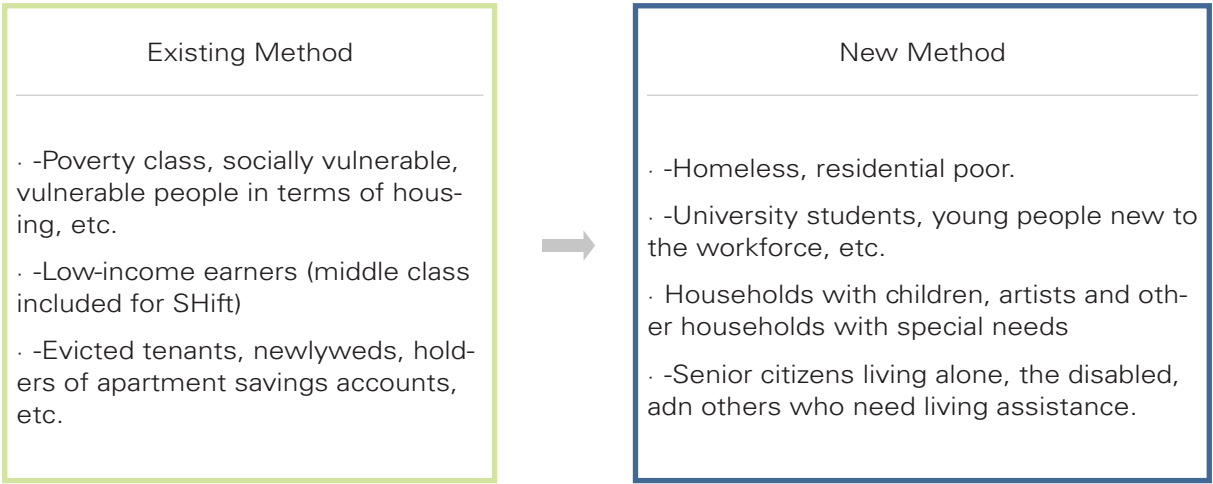 Existing Method
· -Poverty class, socially vulnerable,
vulnerable people in terms of hous-
ing, etc.
· -Low-income earners (middle class
included for SHift)
· -Evicted tenants, newlyweds, hold-
ers of apartment savings accounts,
etc.
New Method
· -Homeless, residential poor.
· -University students, young people new to
the workforce, etc.
· Households with children, artists and oth-
er households with special needs
· -Senior citizens living alone, the disabled,
adn others who need living assistance.